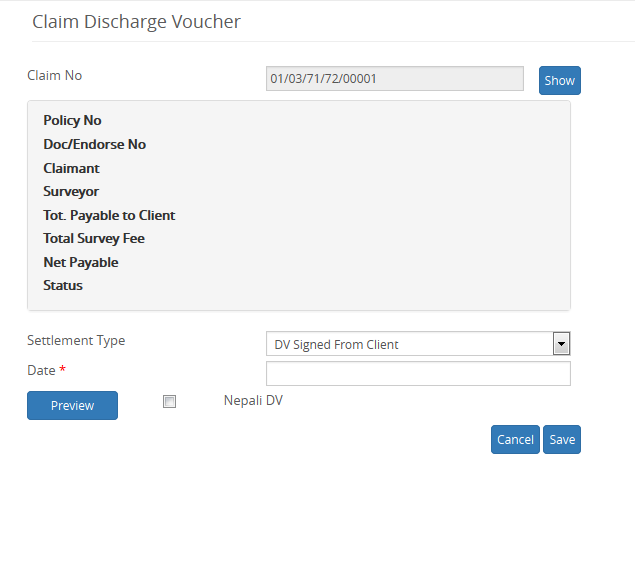 Claim Discharge Voucher
Claim No 01/03/71/72/00001 Show
Policy No
Doc/Endorse No
Claimant
Surveyor
Tot. Payable to Client
Total Survey Fee
Net Payable
Status
Settlement Type DV Signed From Client
Date *
Preview Nepali DV
Cancel Save